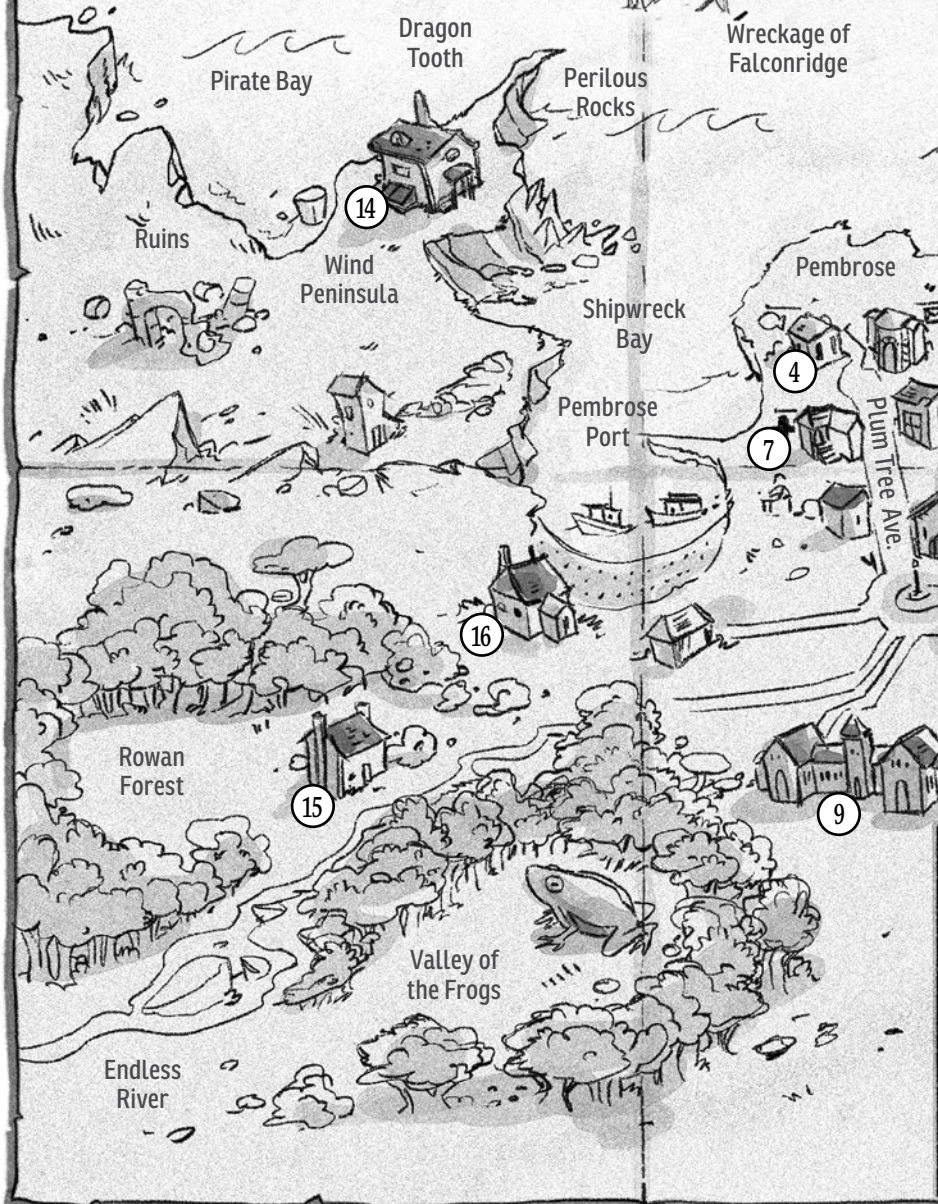 Dragon
Tooth
Wreckage of
Falconridge
Pirate Bay
Perilous
Rocks
14
Ruins
Wind
Peninsula
Pembrose
Shipwreck
Bay
4
Pembrose
Port
7
Plum Tree Ave.
16
Rowan
Forest
15
9
Valley of
the Frogs
Endless
River